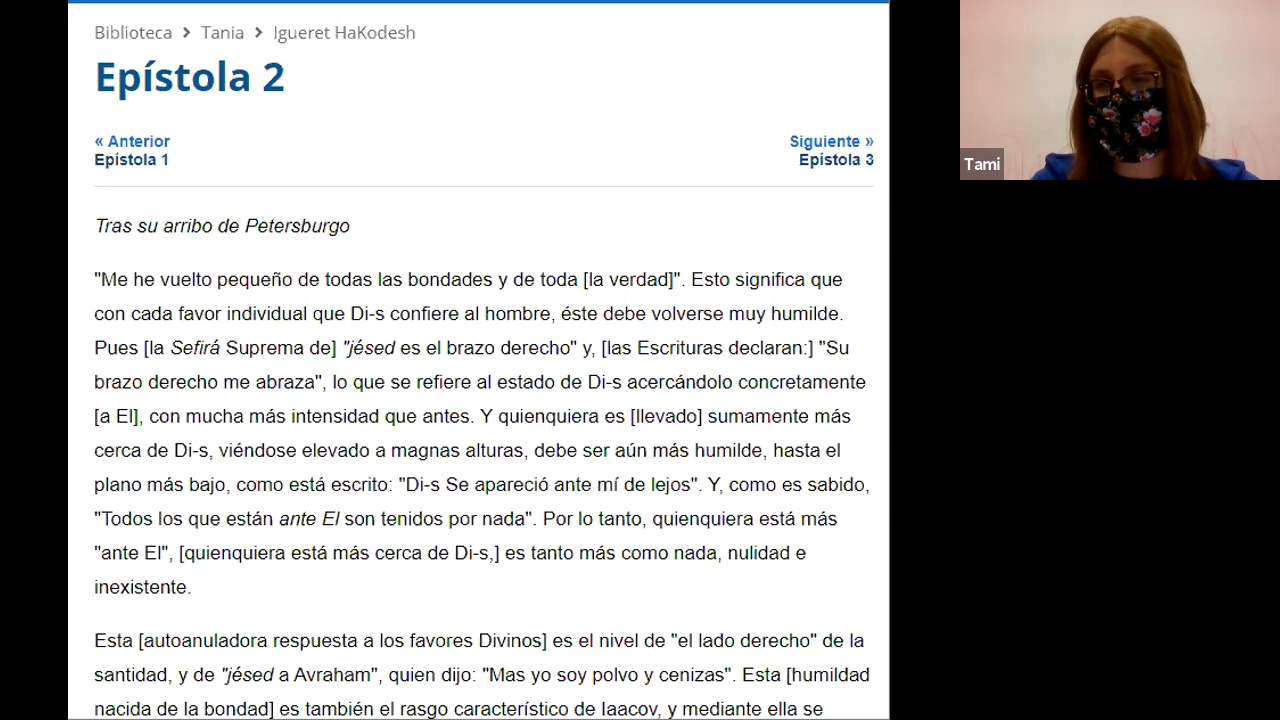 Biblioteca > Tania > Igueret HaKodesh
Epístola 2
« Anterior
Epístola 1
Siguiente »
Epístola 3
Tras su arribo de Petersburgo
"Me he vuelto pequeño de todas las bondades y de toda [la verdad]". Esto significa que
con cada favor individual que Di-s confiere al hombre, éste debe volverse muy humilde.
Pues [la Sefirá Suprema de] "jésed es el brazo derecho" y, [las Escrituras declaran:] "Su
brazo derecho me abraza", lo que se refiere al estado de Di-s acercándolo concretamente
[a El], con mucha más intensidad que antes. Y quienquiera es [llevado] sumamente más
cerca de Di-s, viéndose elevado a magnas alturas, debe ser aún más humilde, hasta el
plano más bajo, como está escrito: "Di-s Se apareció ante mí de lejos". Y, como es sabido,
"Todos los que están ante El son tenidos por nada". Por lo tanto, quienquiera está más
"ante El", [quienquiera está más cerca de Di-s,] es tanto más como nada, nulidad e
inexistente.
Esta [autoanuladora respuesta a los favores Divinos] es el nivel de "el lado derecho" de la
santidad, y de "jésed a Avraham", quien dijo: "Mas yo soy polvo y cenizas". Esta [humildad
nacida de la bondad] es también el rasgo característico de Iaacov, y mediante ella se
Tami